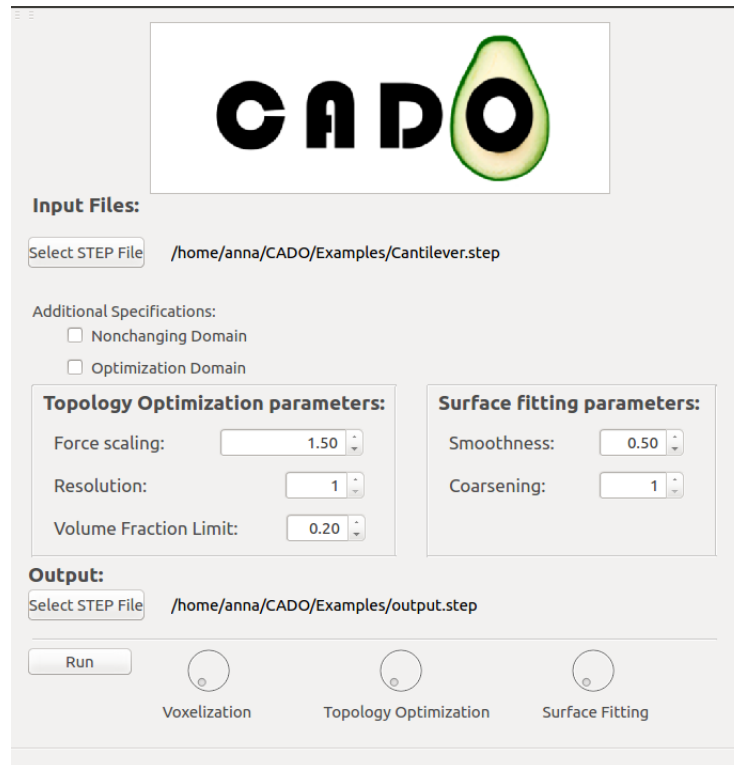 CADO
Input Files:
Select STEP File /home/anna/CADO/Examples/Cantilever.step
Additional Specifications:
Nonchanging Domain
Optimization Domain
Topology Optimization parameters:
Force scaling: 1.50
Resolution: 1
Volume Fraction Limit: 0.20
Surface fitting parameters:
Smoothness: 0.50
Coarsening: 1
Output:
Select STEP File /home/anna/CADO/Examples/output.step
Run
Voxelization Topology Optimization Surface Fitting